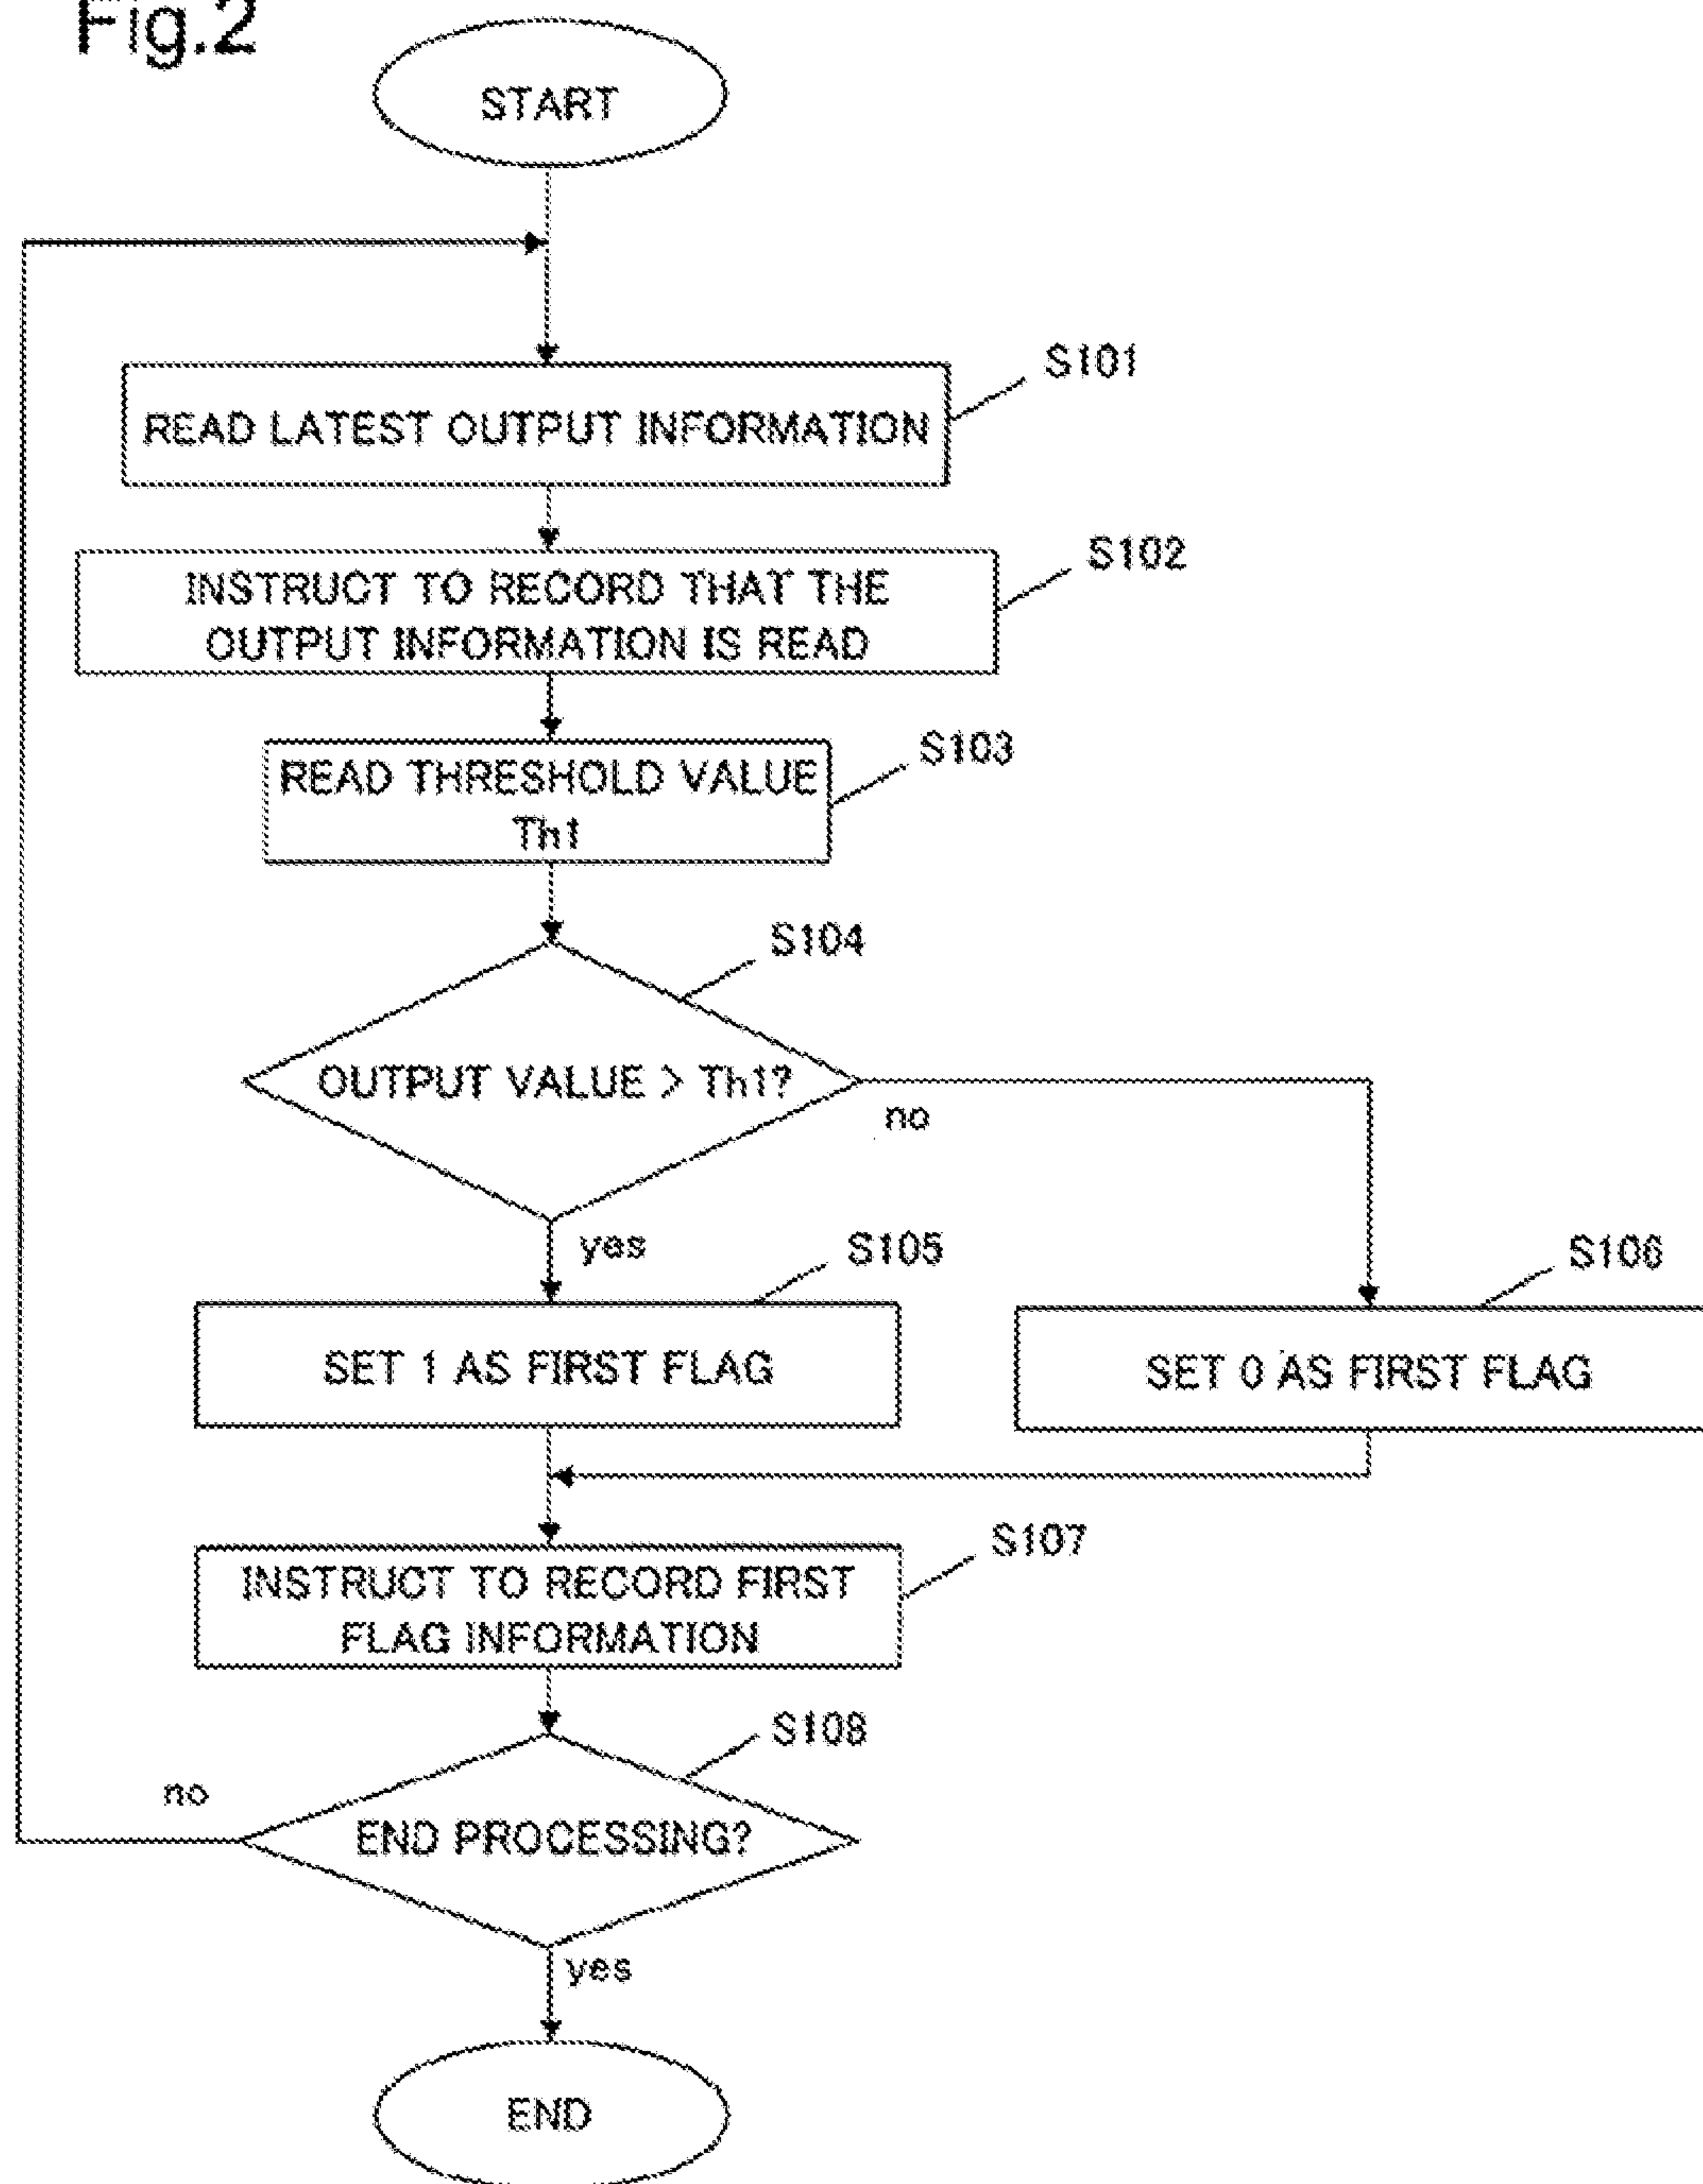 Fig.2
START
S101
READ LATEST OUTPUT INFORMATION
S102
INSTRUCT TO RECORD THAT THE
OUTPUT INFORMATION IS READ
S103
READ THRESHOLD VALUE
Th1
S104
OUTPUT VALUE > Th1?
no
yes
S105
S106
SET 1 AS FIRST FLAG
SET 0 AS FIRST FLAG
S107
INSTRUCT TO RECORD FIRST
FLAG INFORMATION
S108
no
END PROCESSING?
yes
END